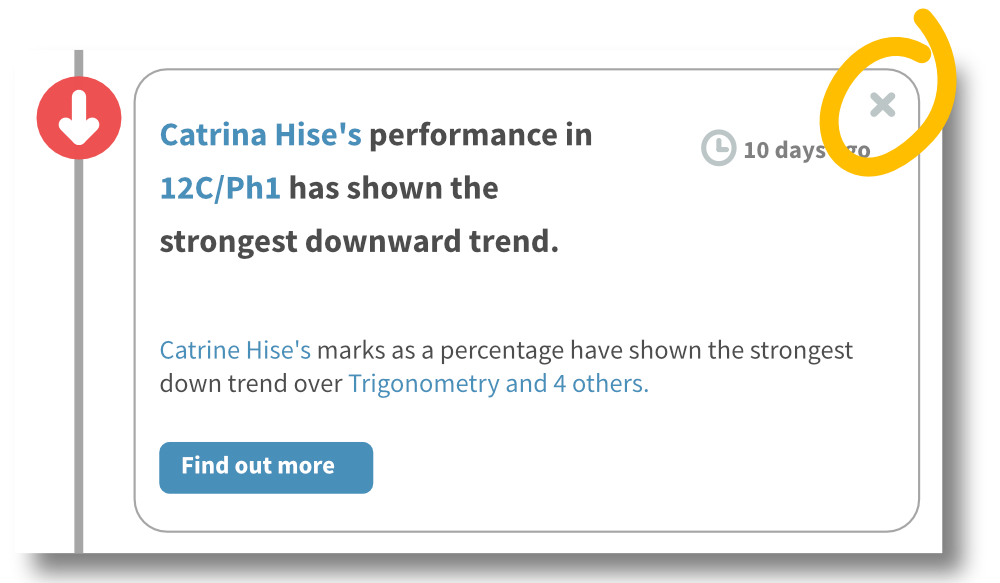 Catrina Hise's performance in
12C/Ph1 has shown the
strongest downward trend.
10 days ago
Catrine Hise's marks as a percentage have shown the strongest
down trend over Trigonometry and 4 others.
Find out more